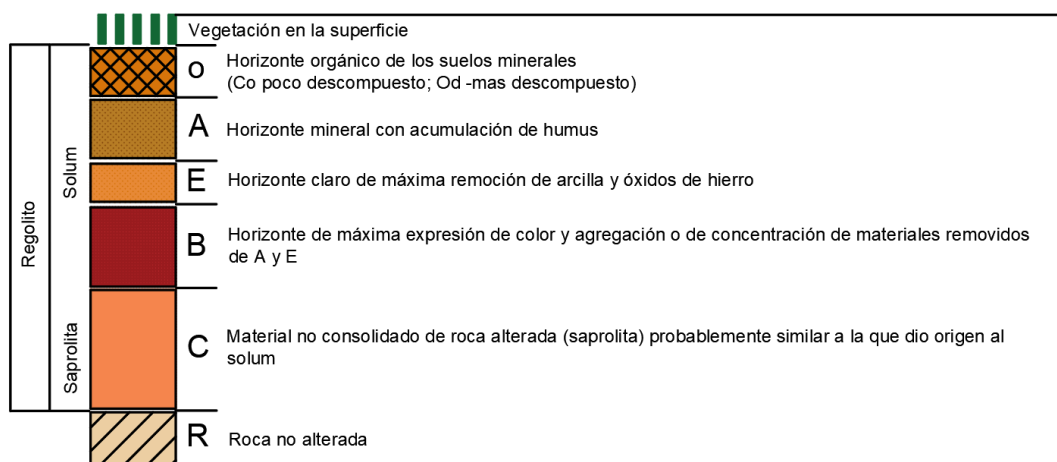 Vegetación en la superficie
Regolito
Solum
Saprolita
O
Horizonte orgánico de los suelos minerales
(Co poco descompuesto; Od -mas descompuesto)
A
Horizonte mineral con acumulación de humus
E
Horizonte claro de máxima remoción de arcilla y óxidos de hierro
B
Horizonte de máxima expresión de color y agregación o de concentración de materiales removidos
de A y E
C
Material no consolidado de roca alterada (saprolita) probablemente similar a la que dio origen al
solum
R
Roca no alterada